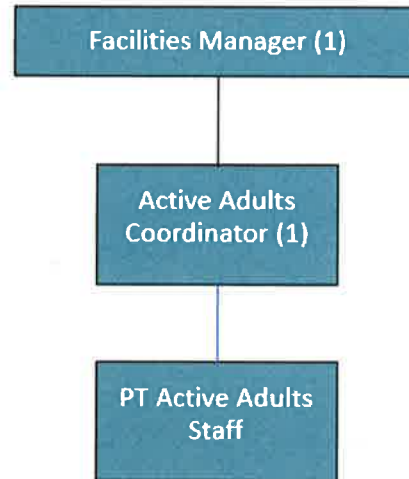 Facilities Manager (1)
Active Adults
Coordinator (1)
PT Active Adults
Staff